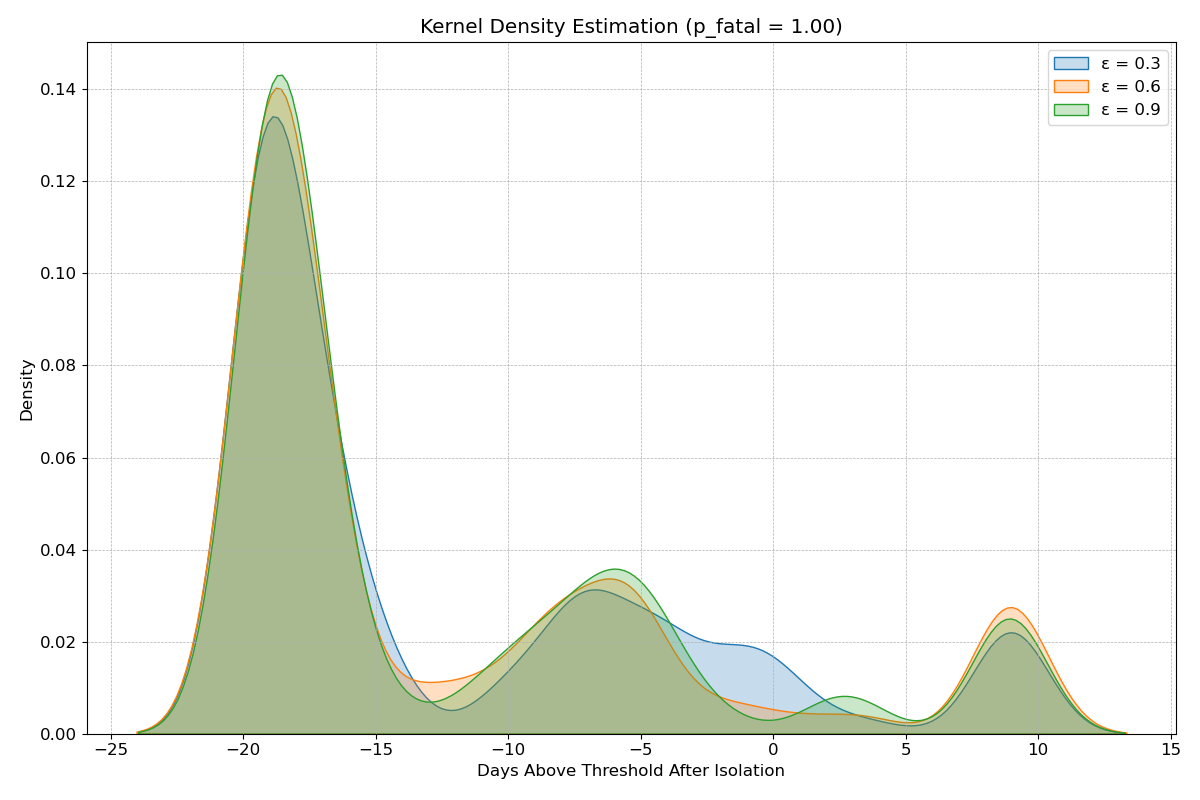 Kernel Density Estimation (p_fatal = 1.00)
ε = 0.3
ε = 0.6
ε = 0.9
Density
0.14
0.12
0.10
0.08
0.06
0.04
0.02
0.00
−25 −20 −15 −10 −5 0 5 10 15
Days Above Threshold After Isolation